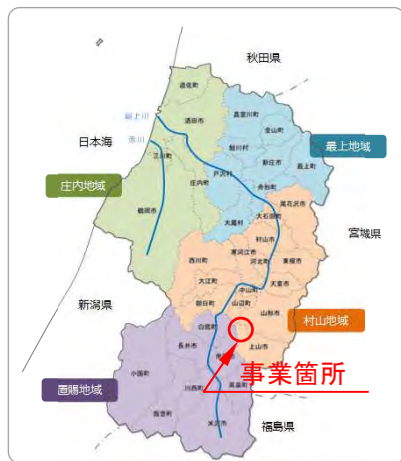 秋田県
遊佐町
真室川町
最上川
酒田市
金山町
日本海
赤川
鮭川村
最上地域
三川町
新庄市
最上町
戸沢村
庄内地域
庄内町
舟形町
尾花沢市
鶴岡市
大蔵村
大石田町
宮城県
村山市
寒河江市
西川町
河北町
東根市
大江町
天童市
中山町
新潟県
朝日町
山辺町
山形市
村山地域
白鷹町
長井市
上山市
小国町
事業箇所
置賜地域
川西町
高畠町
飯豊町
米沢市
福島県